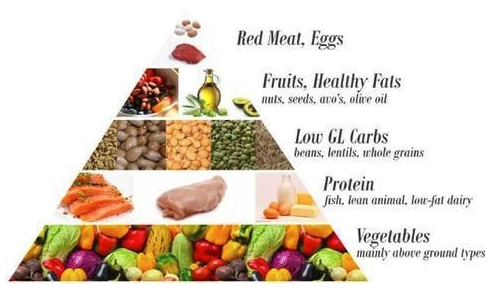 Red Meat, Eggs
Fruits, Healthy Fats
nuts, seeds, avo's, olive oil
Low GL Carbs
beans, lentils, whole grains
Protein
fish, lean animal, low-fat dairy
Vegetables
mainly above ground types